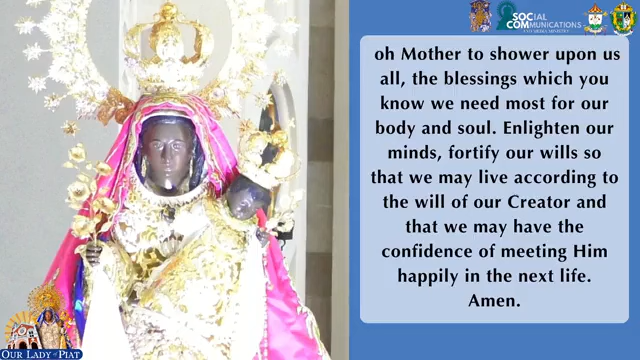 SOCIAL
COMMUNICATIONS
oh Mother to shower upon us
all, the blessings which you
know we need most for our
body and soul. Enlighten our
minds, fortify our wills so
that we may live according to
the will of our Creator and
that we may have the
confidence of meeting Him
happily in the next life.
Amen.
OUR LADY of PIAT